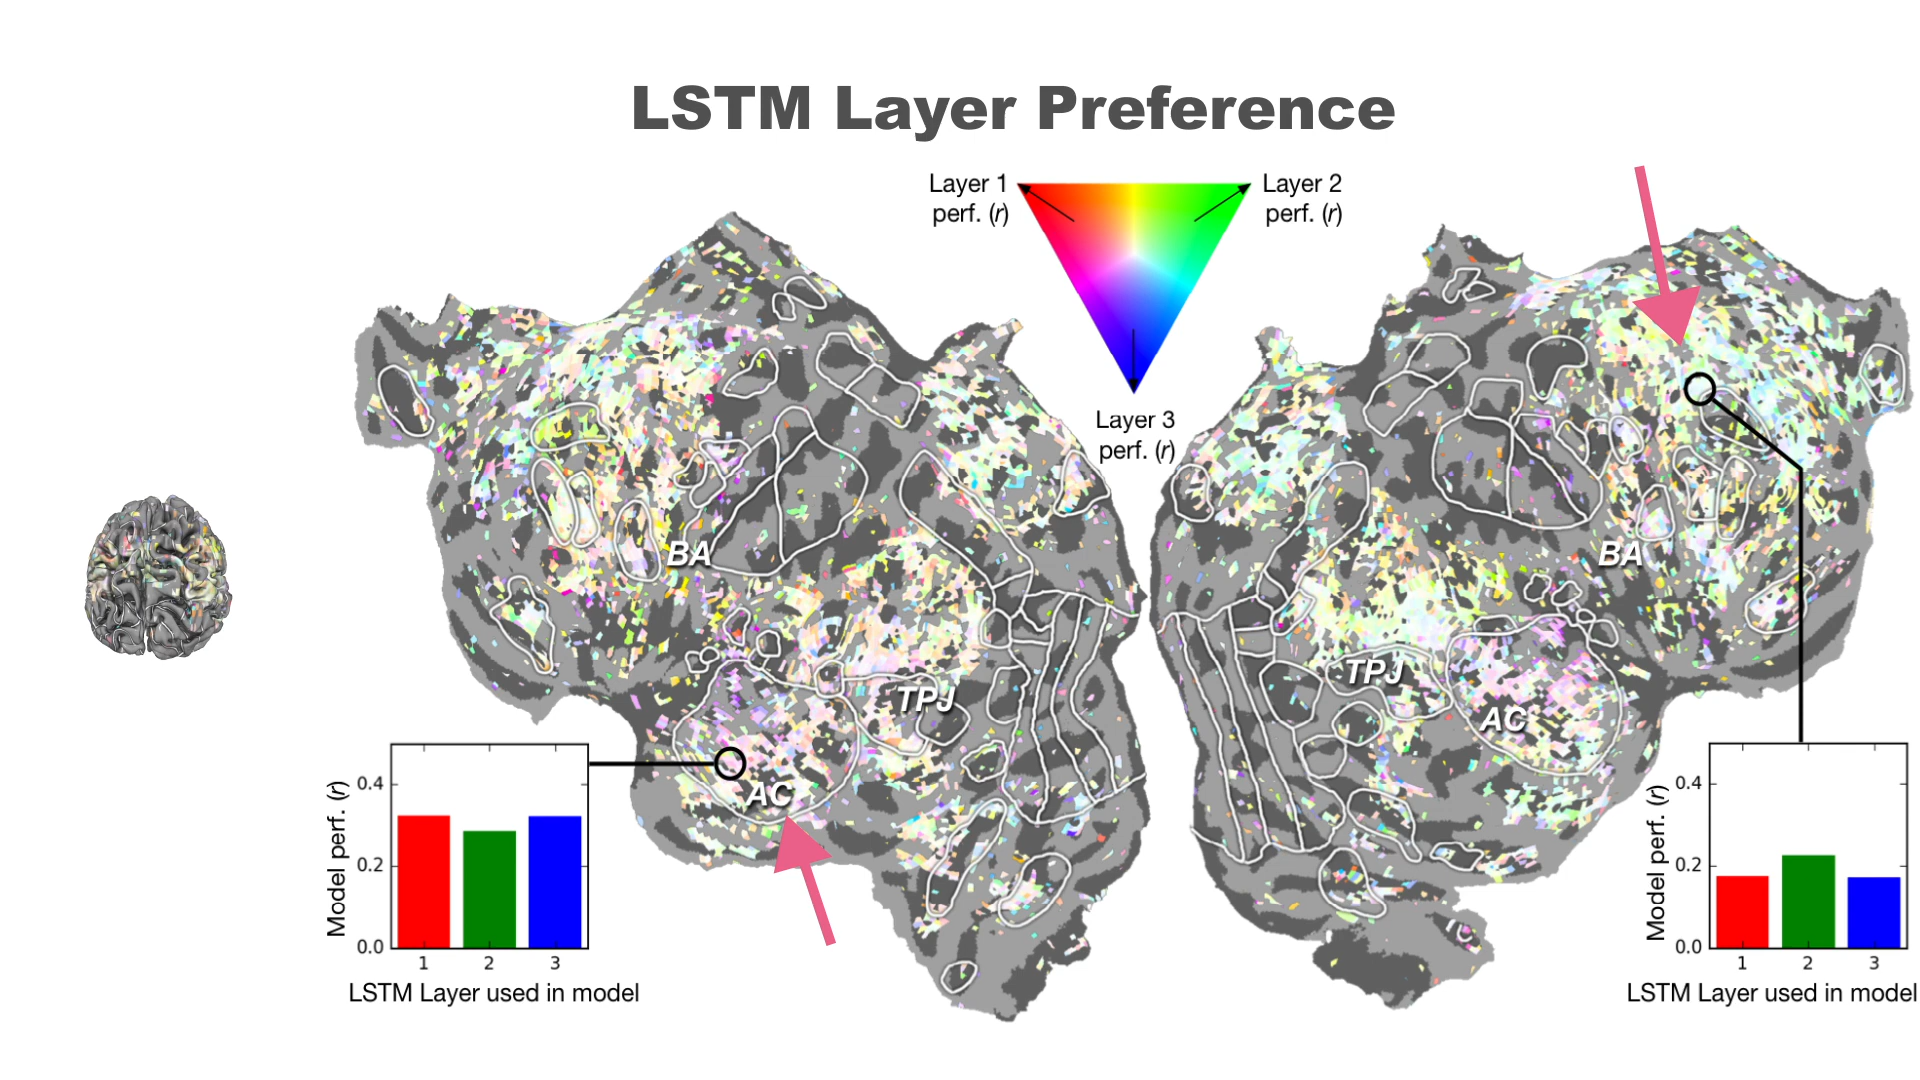 LSTM Layer Preference
Layer 1
perf. (r)
Layer 2
perf. (r)
Layer 3
perf. (r)
BA
TPJ
AC
BA
TPJ
AC
Model perf. (r)
0.4
0.2
0.0
1 2 3
LSTM Layer used in model
Model perf. (r)
0.4
0.2
0.0
1 2 3
LSTM Layer used in model